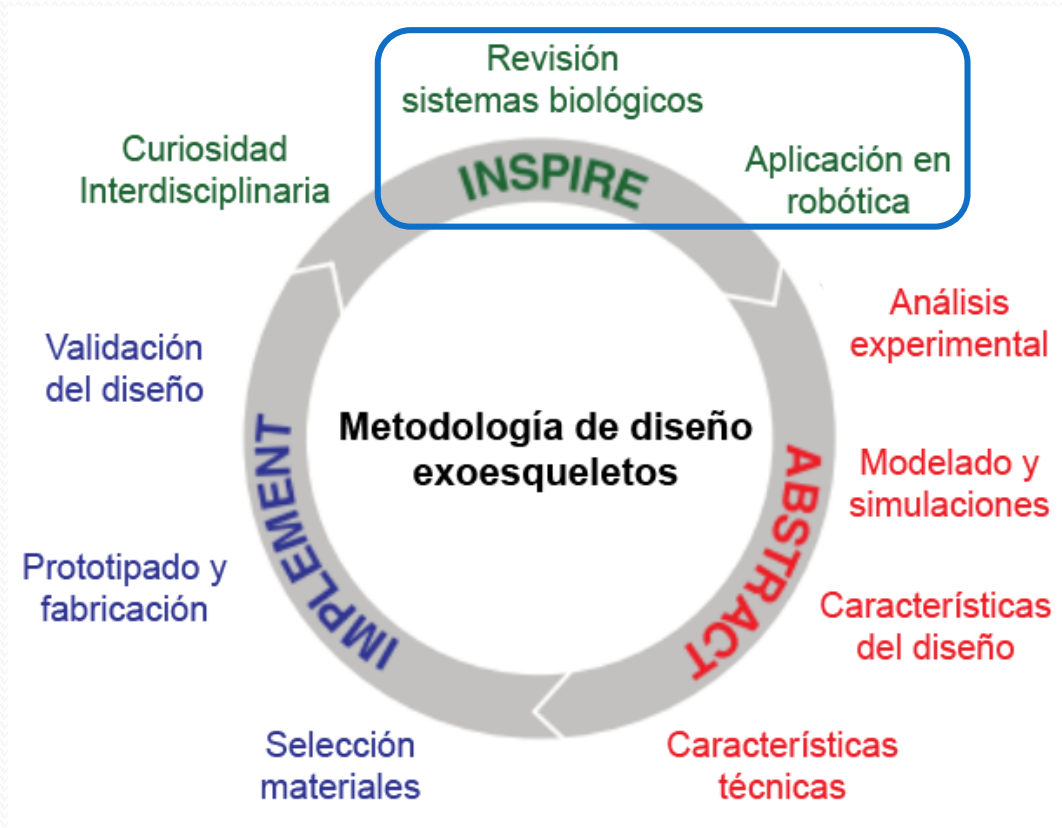 Revisión
sistemas biológicos
Curiosidad
Interdisciplinaria
INSPIRE
Aplicación en
robótica
Análisis
experimental
Validación
del diseño
Metodología de diseño
exoesqueletos
ABSTRACT
Modelado y
simulaciones
IMPLEMENT
Prototipado y
fabricación
Características
del diseño
Selección
materiales
Características
técnicas